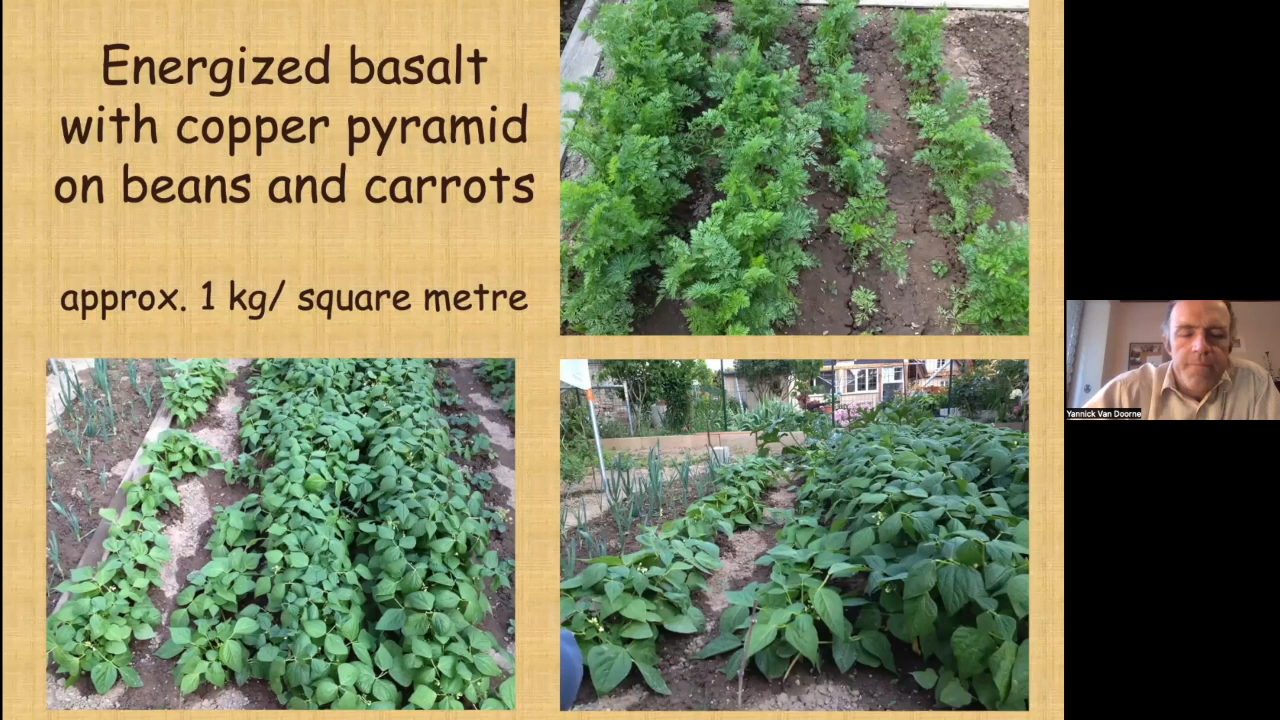 Energized basalt
with copper pyramid
on beans and carrots
approx. 1 kg/ square metre
Yannick Van Doorne